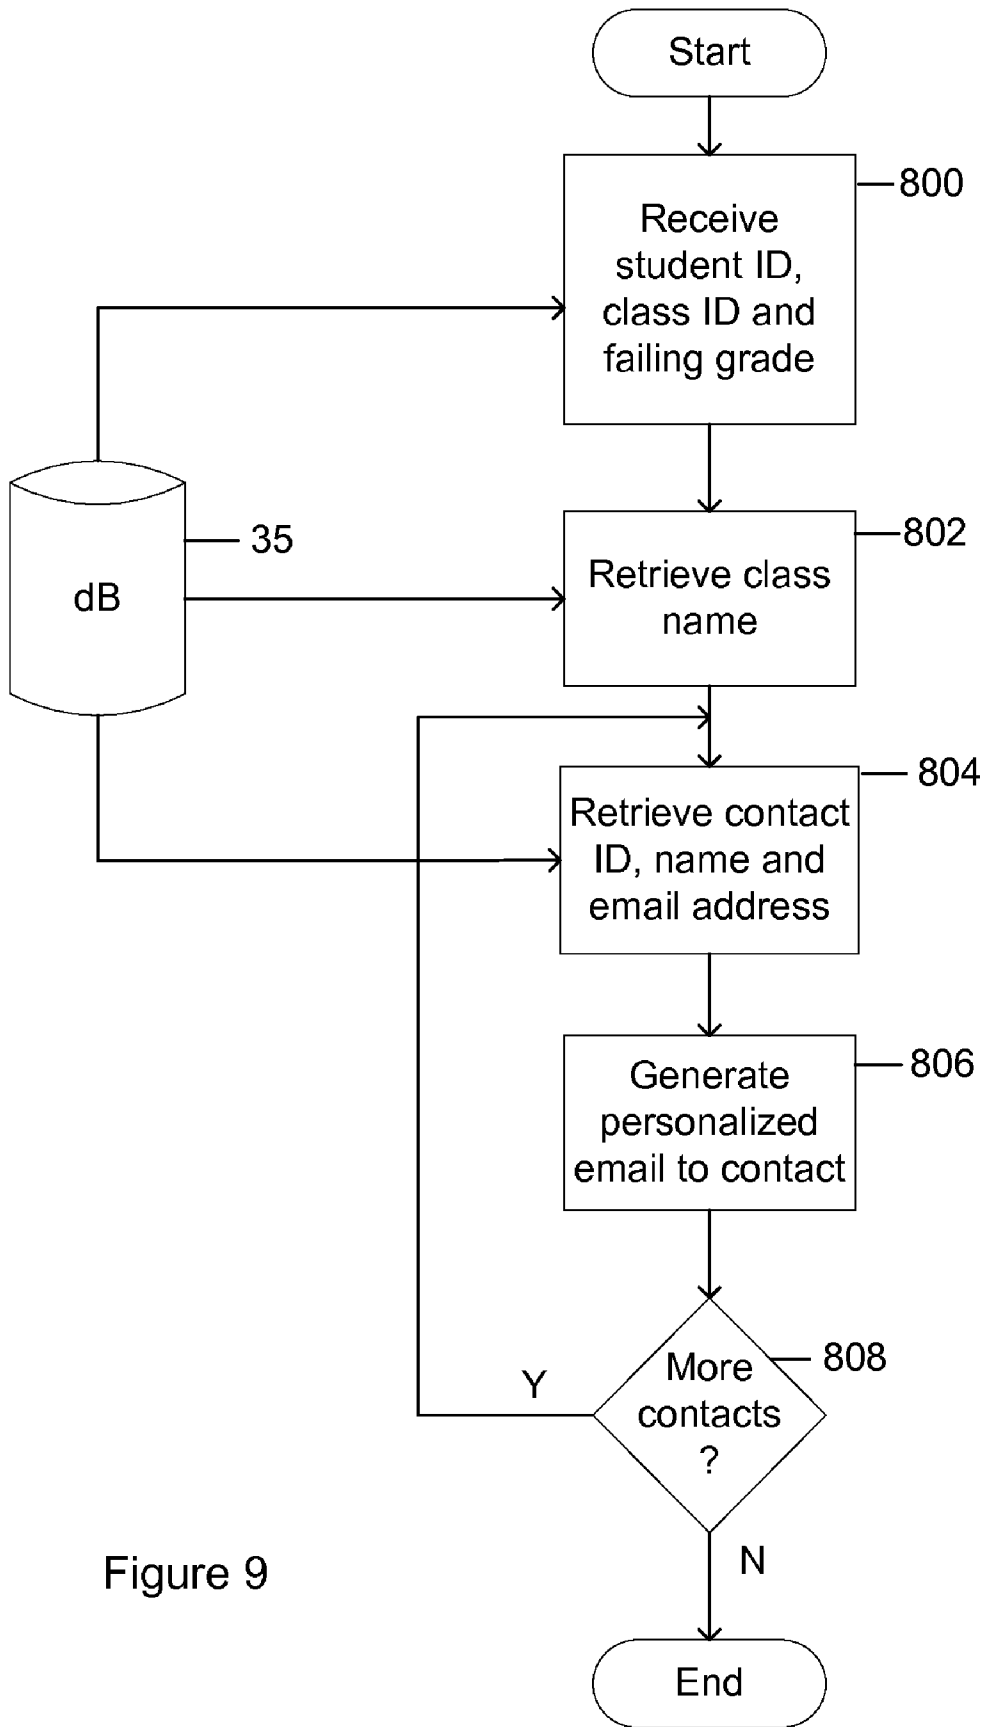 Start
800
Receive
student ID,
class ID and
failing grade
35
dB
802
Retrieve class
name
804
Retrieve contact
ID, name and
email address
806
Generate
personalized
email to contact
808
More
contacts
?
Y
N
Figure 9
End